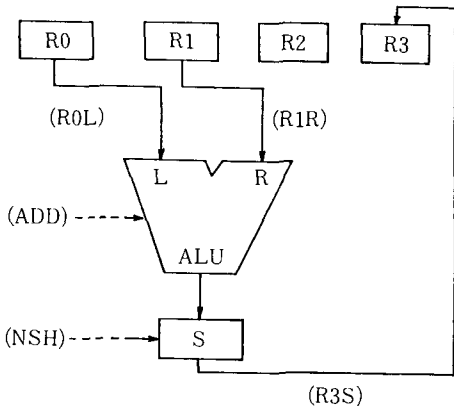 R0 R1 R2 R3
(R0L) (R1R)
L R
(ADD)
ALU
(NSH) S
(R3S)